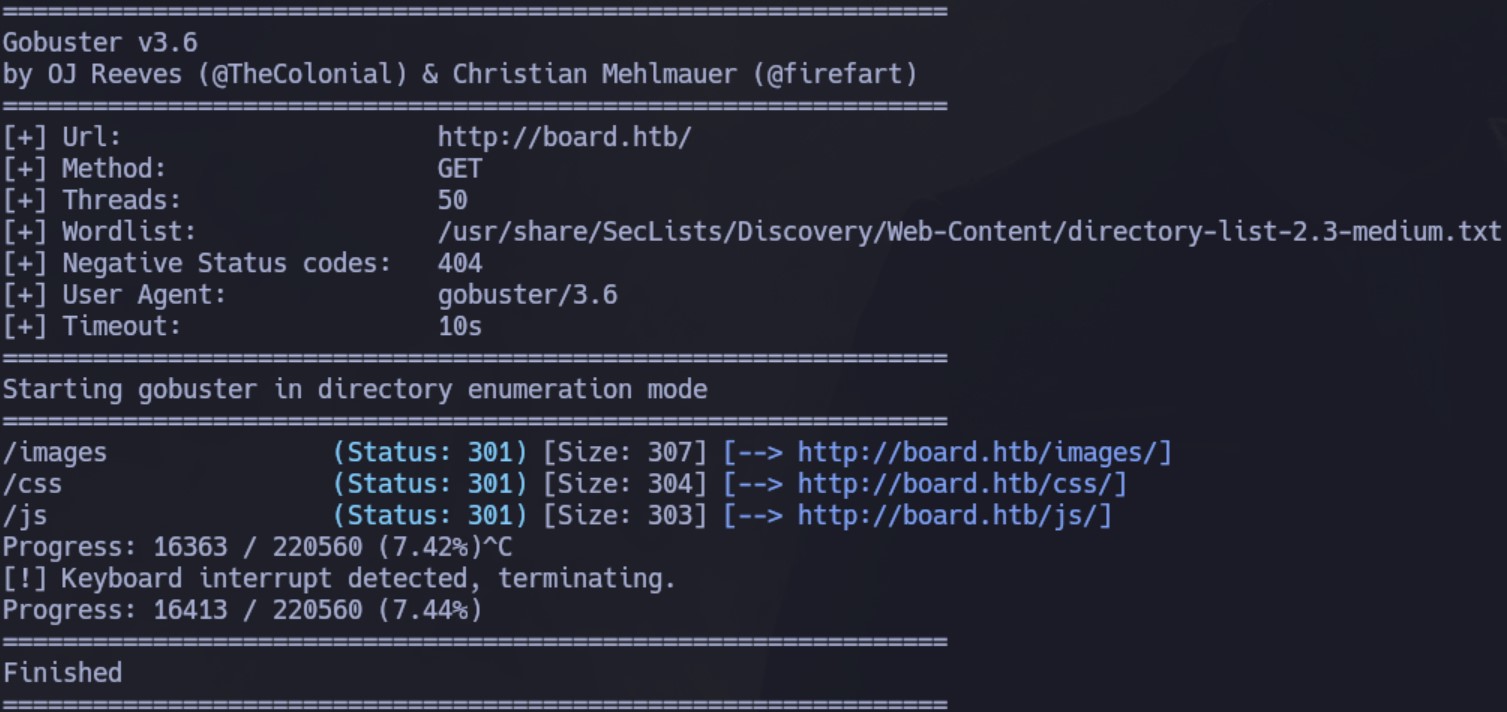 ===============================================================
Gobuster v3.6
by OJ Reeves (@TheColonial) & Christian Mehlmauer (@firefart)
===============================================================
[+] Url:                     http://board.htb/
[+] Method:                  GET
[+] Threads:                 50
[+] Wordlist:                /usr/share/SecLists/Discovery/Web-Content/directory-list-2.3-medium.txt
[+] Negative Status codes:   404
[+] User Agent:              gobuster/3.6
[+] Timeout:                 10s
===============================================================
Starting gobuster in directory enumeration mode
===============================================================
/images               (Status: 301) [Size: 307] [--> http://board.htb/images/]
/css                  (Status: 301) [Size: 304] [--> http://board.htb/css/]
/js                   (Status: 301) [Size: 303] [--> http://board.htb/js/]
Progress: 16363 / 220560 (7.42%)^C
[!] Keyboard interrupt detected, terminating.
Progress: 16413 / 220560 (7.44%)
===============================================================
Finished
===============================================================